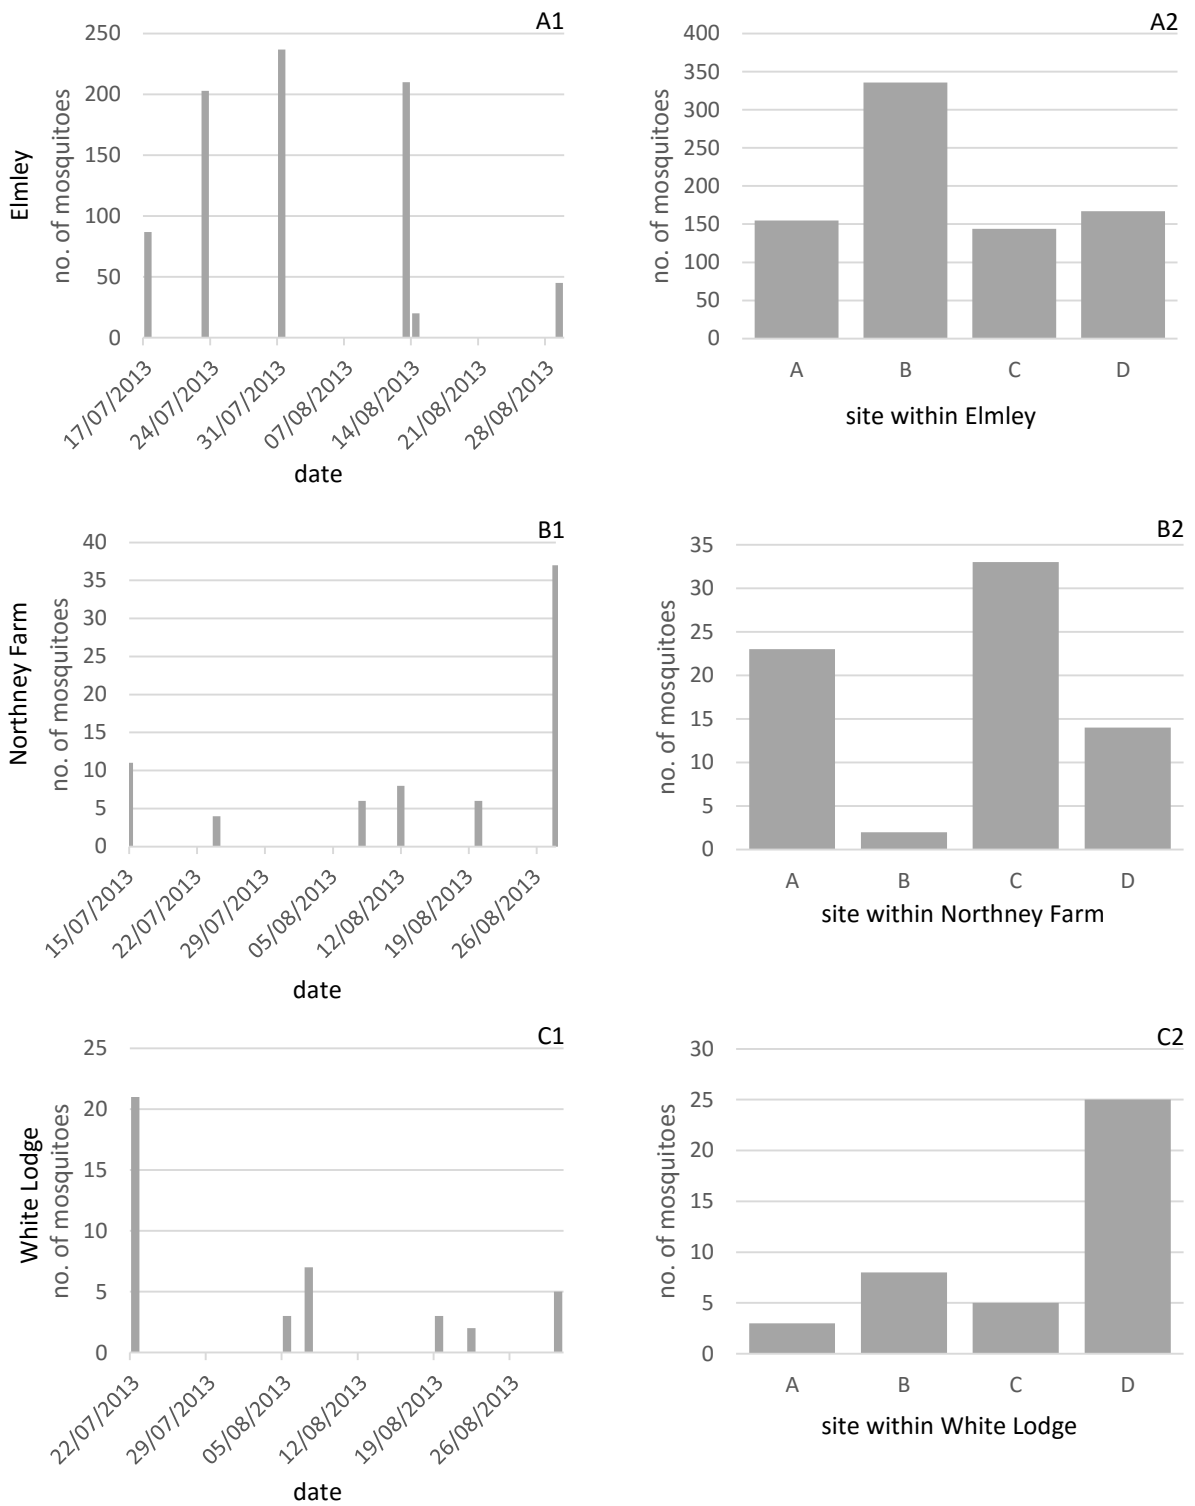 A1
250
200
150
100
50
0
Elmley
no. of mosquitoes
17/07/2013
24/07/2013
31/07/2013
07/08/2013
14/08/2013
21/08/2013
28/08/2013
date
A2
400
350
300
250
200
150
100
50
0
no. of mosquitoes
A B C D
site within Elmley
B1
40
35
30
25
20
15
10
5
0
Northney Farm
no. of mosquitoes
15/07/2013
22/07/2013
29/07/2013
05/08/2013
12/08/2013
19/08/2013
26/08/2013
date
B2
35
30
25
20
15
10
5
0
no. of mosquitoes
A B C D
site within Northney Farm
C1
25
20
15
10
5
0
White Lodge
no. of mosquitoes
22/07/2013
29/07/2013
05/08/2013
12/08/2013
19/08/2013
26/08/2013
date
C2
30
25
20
15
10
5
0
no. of mosquitoes
A B C D
site within White Lodge